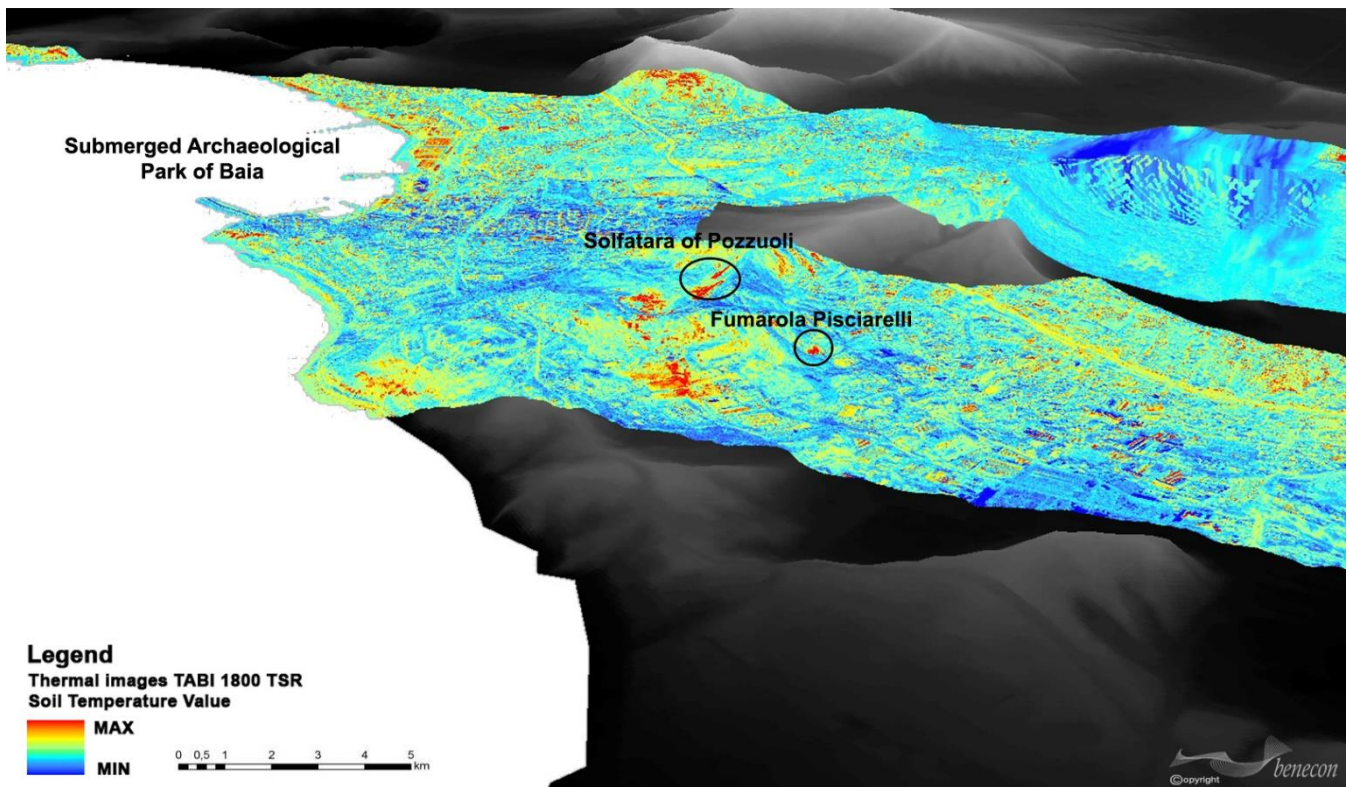 Submerged Archaeological
Park of Baia
Solfatara of Pozzuoli
Fumarola Pisciarelli
Legend
Thermal images TABI 1800 TSR
Soil Temperature Value
MAX
MIN
0 0,5 1 2 3 4 5
km
©opyright
benecon